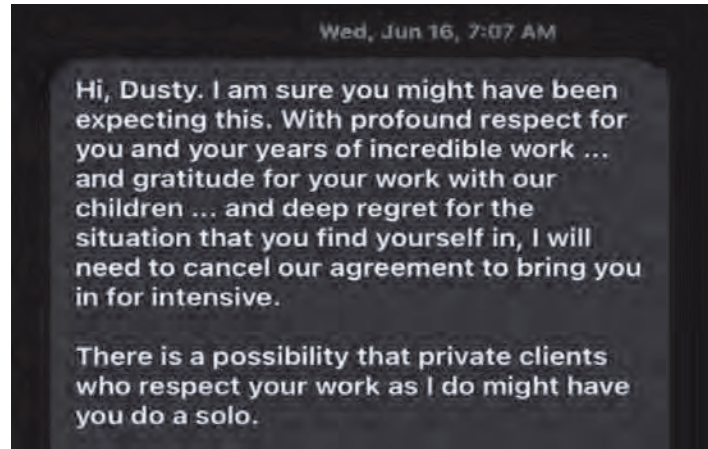 Wed, Jun 16, 7:07 AM
Hi, Dusty. I am sure you might have been
expecting this. With profound respect for
you and your years of incredible work ...
and gratitude for your work with our
children ... and deep regret for the
situation that you find yourself in, I will
need to cancel our agreement to bring you
in for intensive.
There is a possibility that private clients
who respect your work as I do might have
you do a solo.